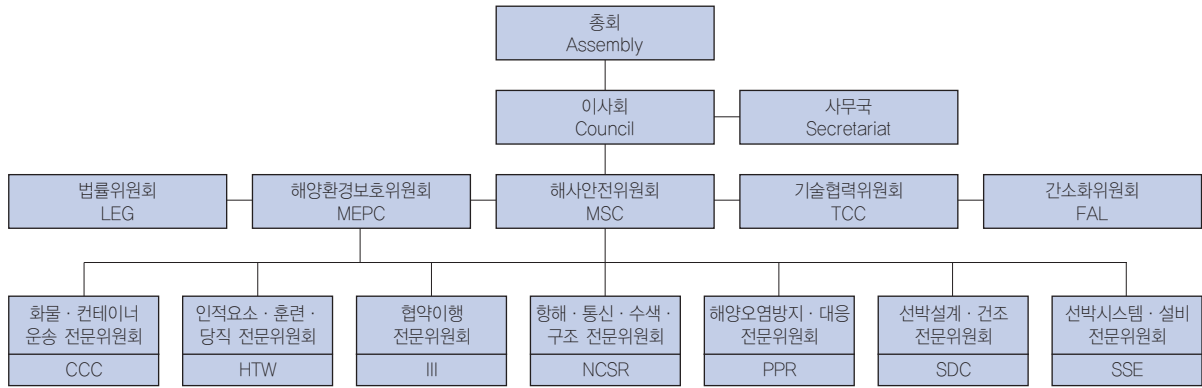 총회
Assembly
이사회
Council
사무국
Secretariat
법률위원회
LEG
해양환경보호위원회
MEPC
해사안전위원회
MSC
기술협력위원회
TCC
간소화위원회
FAL
화물 · 컨테이너
운송 전문위원회
CCC
인적요소 · 훈련 ·
당직 전문위원회
HTW
협약이행
전문위원회
III
항해 · 통신 · 수색 ·
구조 전문위원회
NCSR
해양오염방지 · 대응
전문위원회
PPR
선박설계 · 건조
전문위원회
SDC
선박시스템 · 설비
전문위원회
SSE